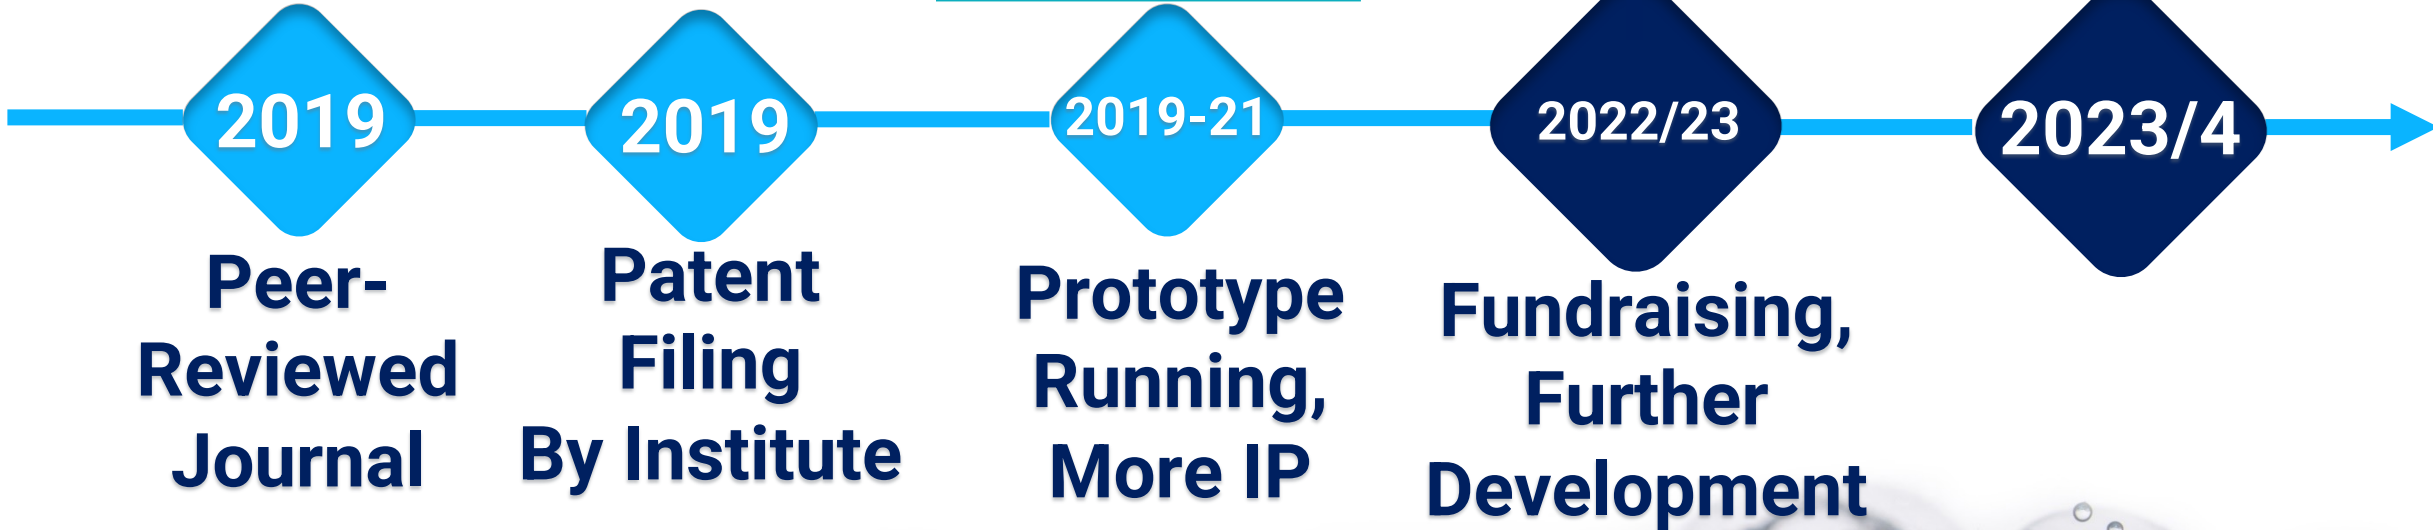 2019
2019
2019-21
2022/23
2023/4
Peer-
Reviewed
Journal
Patent
Filing
By Institute
Prototype
Running,
More IP
Fundraising,
Further
Development